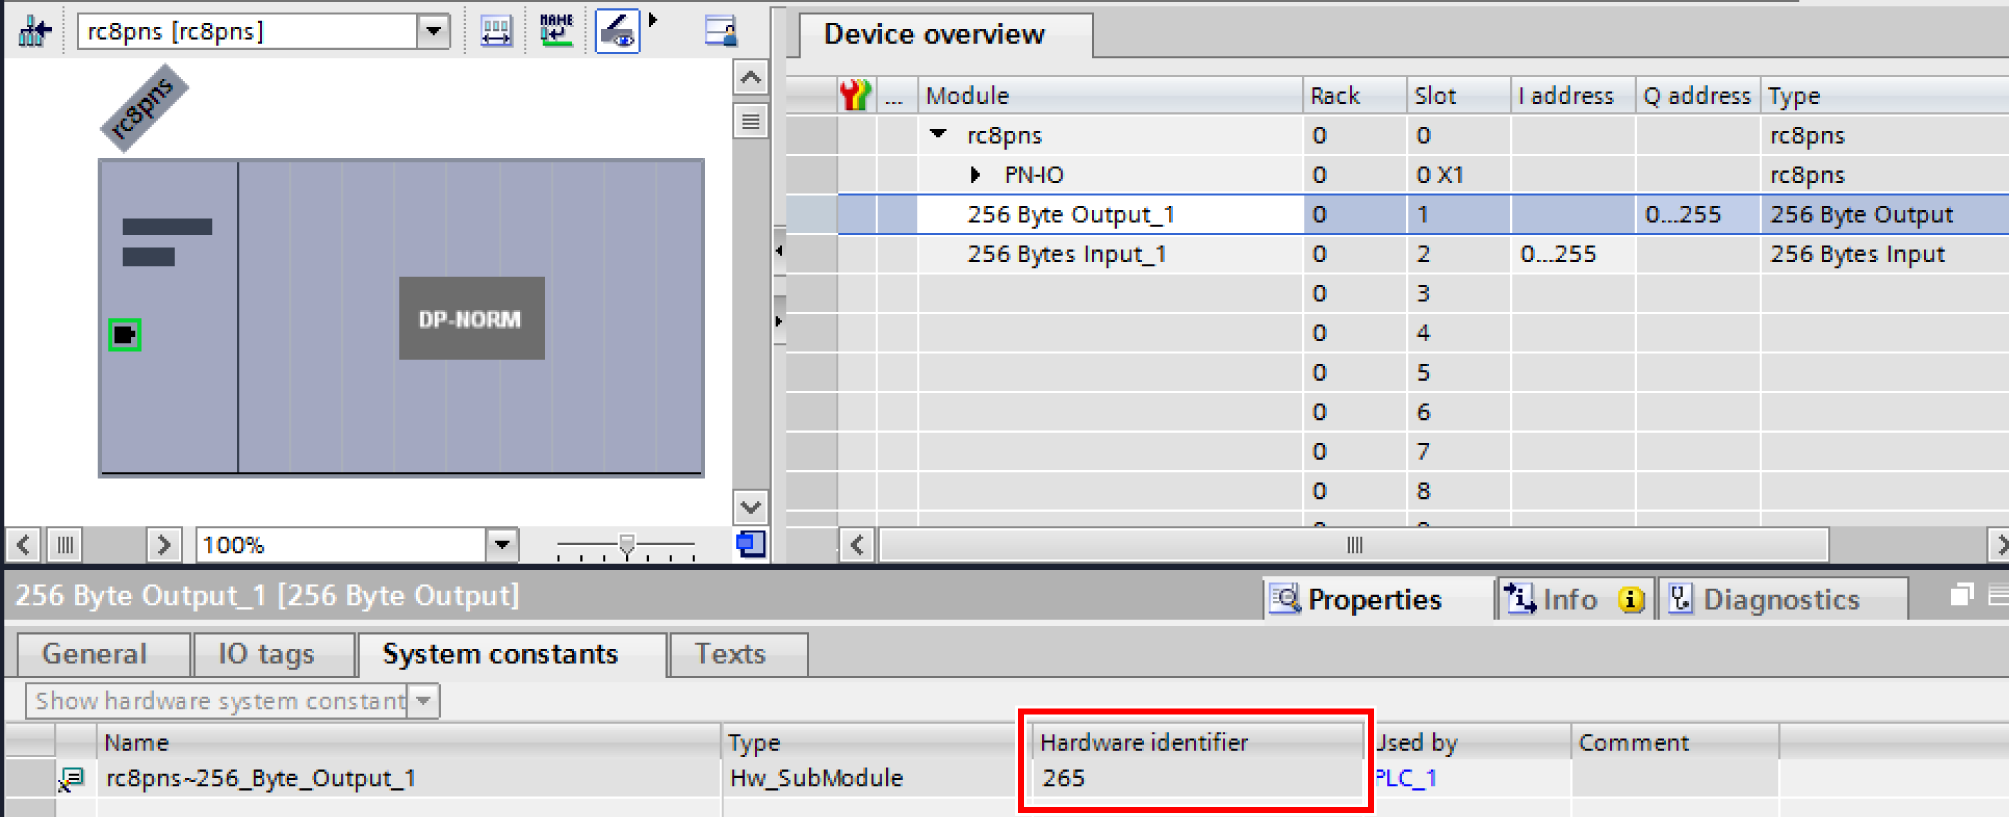 rc8pns [rc8pns]
NAME
rc8pns
DP-NORM
100%
Device overview
... Module Rack Slot I address Q address Type
rc8pns 0 0 rc8pns
PN-IO 0 0 X1 rc8pns
256 Byte Output_1 0 1 0...255 256 Byte Output
256 Bytes Input_1 0 2 0...255 256 Bytes Input
0 3
0 4
0 5
0 6
0 7
0 8
256 Byte Output_1 [256 Byte Output]
Properties Info Diagnostics
General IO tags System constants Texts
Show hardware system constant
Name Type Hardware identifier Used by Comment
rc8pns~256_Byte_Output_1 Hw_SubModule 265 PLC_1